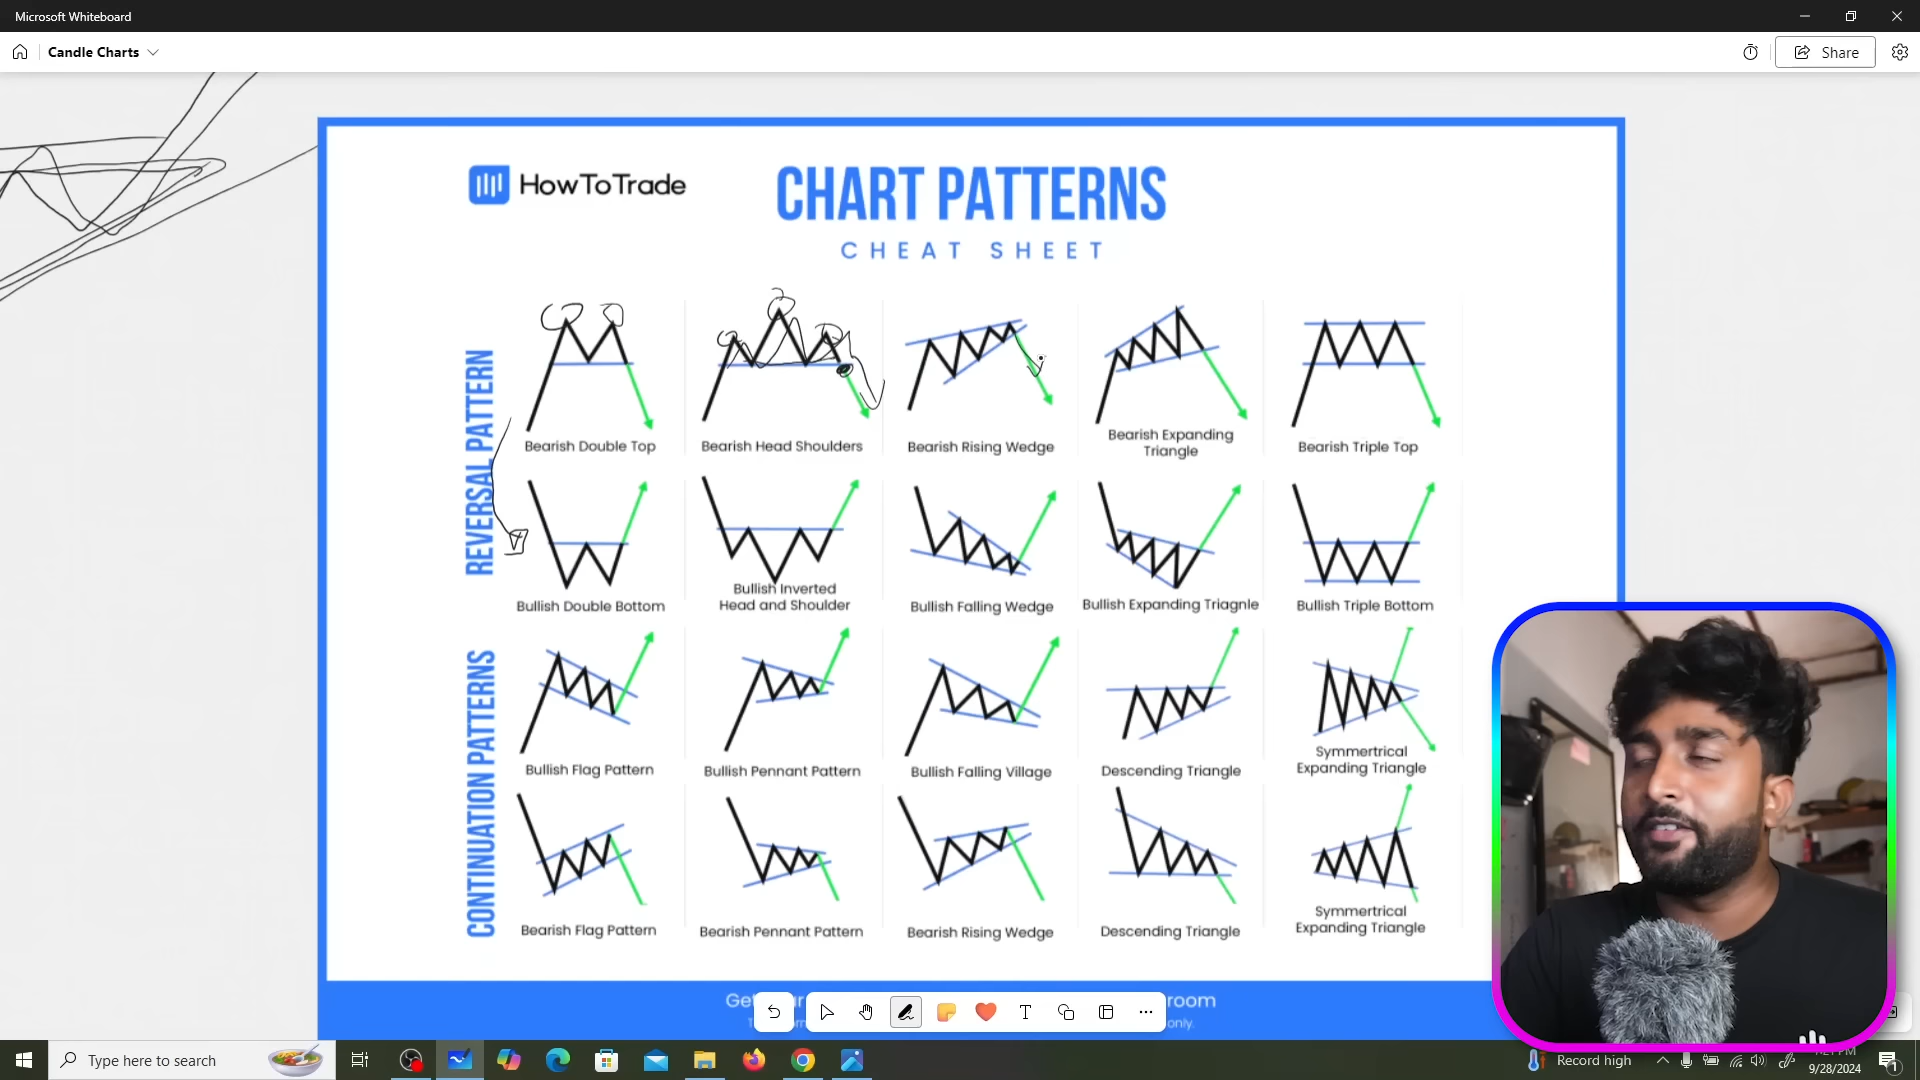 Microsoft Whiteboard
Candle Charts
Share
HowToTrade
CHART PATTERNS
CHEAT SHEET
REVERSAL PATTERN
Bearish Double Top
Bearish Head Shoulders
Bearish Rising Wedge
Bearish Expanding
Triangle
Bearish Triple Top
Bullish Double Bottom
Bullish Inverted
Head and Shoulder
Bullish Falling Wedge
Bullish Expanding Triagnle
Bullish Triple Bottom
CONTINUATION PATTERNS
Bullish Flag Pattern
Bullish Pennant Pattern
Bullish Falling Village
Descending Triangle
Symmertrical
Expanding Triangle
Bearish Flag Pattern
Bearish Pennant Pattern
Bearish Rising Wedge
Descending Triangle
Symmertrical
Expanding Triangle
room
only.
Type here to search
Record high
9/28/2024